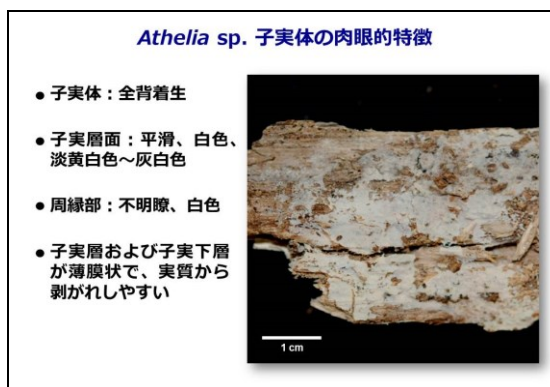 Athelia sp. 子実体の肉眼的特徴
● 子実体：全背着生
● 子実層面：平滑、白色、
淡黄白色～灰白色
● 周縁部：不明瞭、白色
● 子実層および子実下層
が薄膜状で、実質から
剥がれしやすい
1 cm